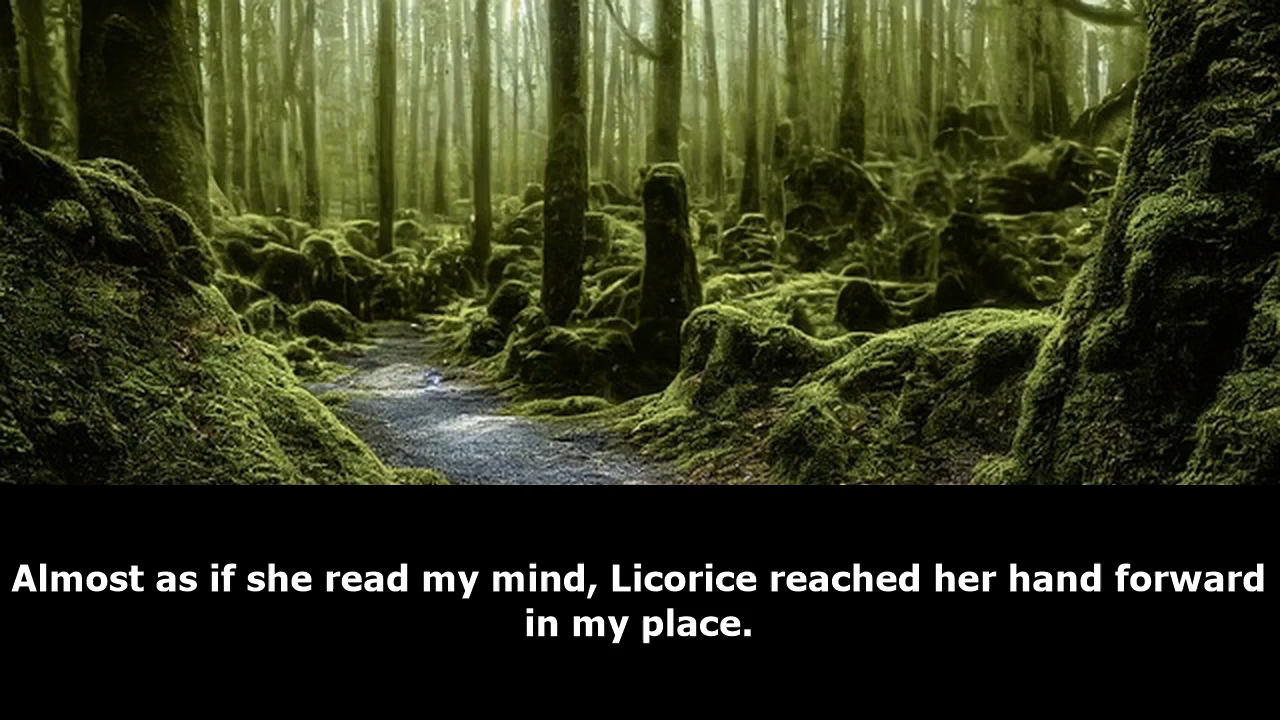 Almost as if she read my mind, Licorice reached her hand forward
in my place.